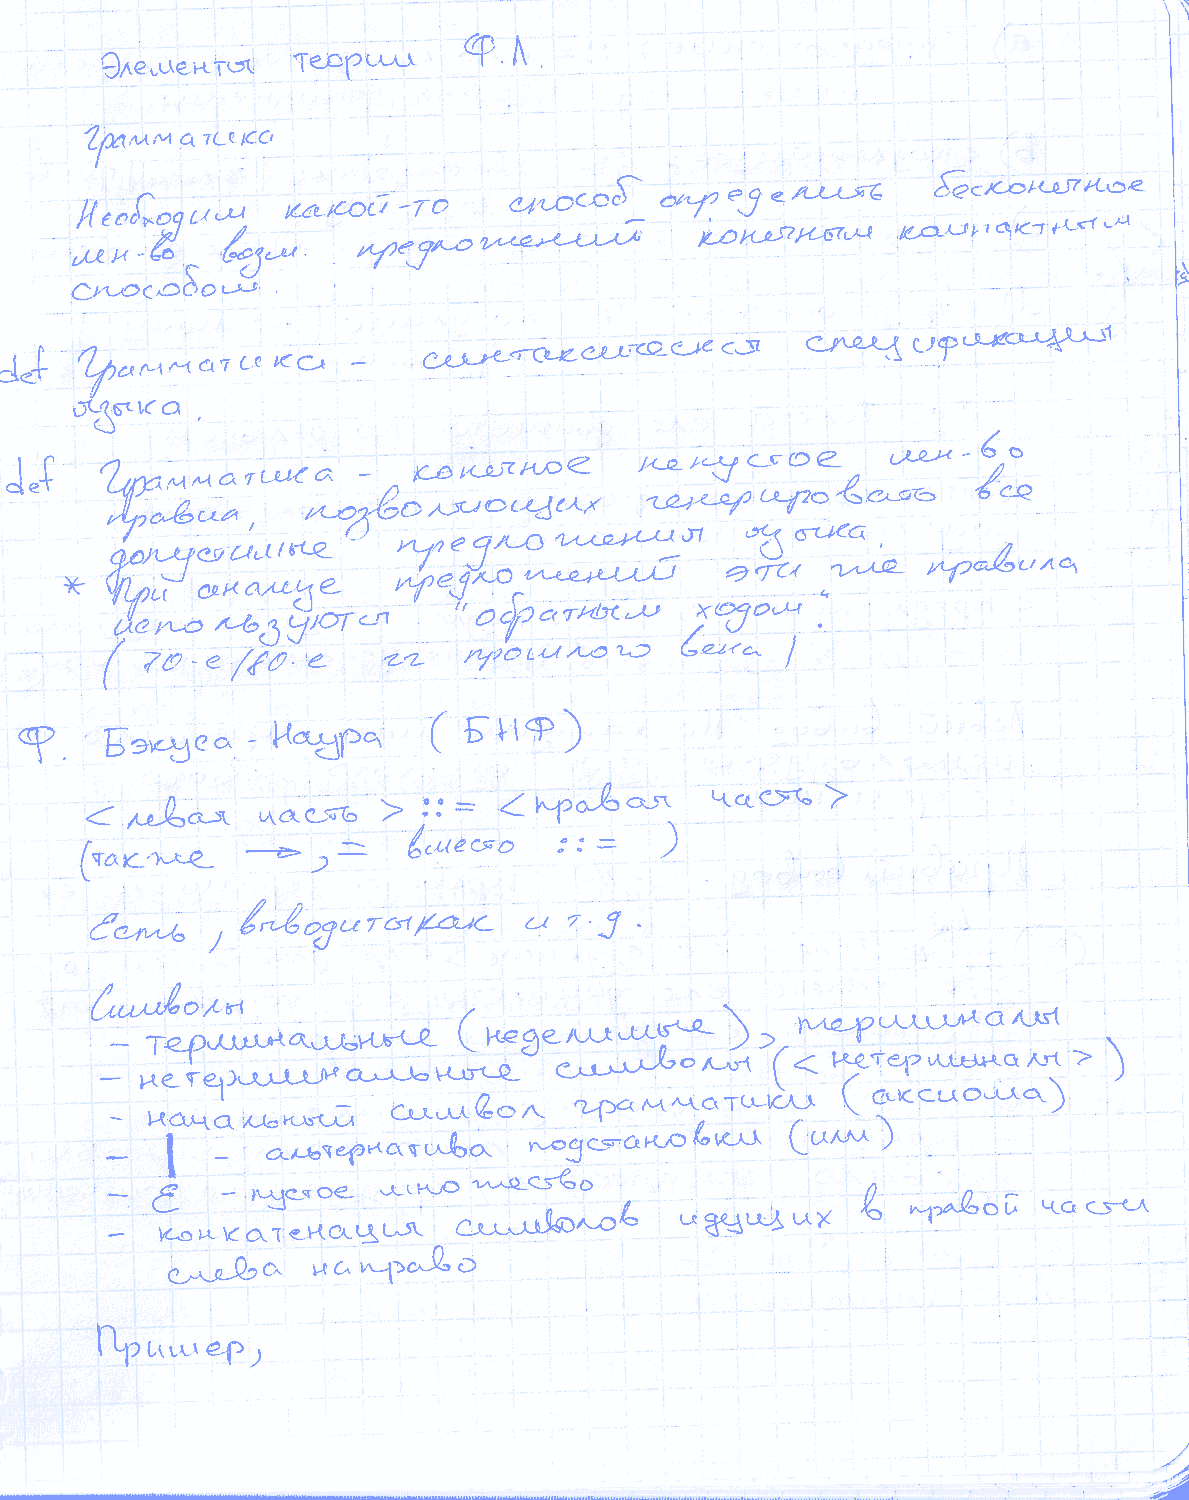 Элементы теории Ф.Л.
Грамматика
Необходим какой-то способ определить бесконечное
мн-во возм. предложений конечным компактным
способом.
def Грамматика - синтаксическая спецификация
языка.
def Грамматика - конечное непустое мн-во
правил, позволяющих генерировать все
допустимые предложения языка.
* При анализе предложений эти же правила
используются "обратным ходом".
(70-е/80-е гг прошлого века)
Ф. Бэкуса-Наура (БНФ)
<левая часть> ::= <правая часть>
(также →, = вместо ::= )
Есть, выводить как и т.д.
Символы
- терминальные (неделимые), терминалы
- нетерминальные символы (<нетерминалы>)
- начальный символ грамматики (аксиома)
- | - альтернатива подстановки (или)
- ε - пустое множество
- конкатенация символов идущих в правой части
слева направо
Пример,